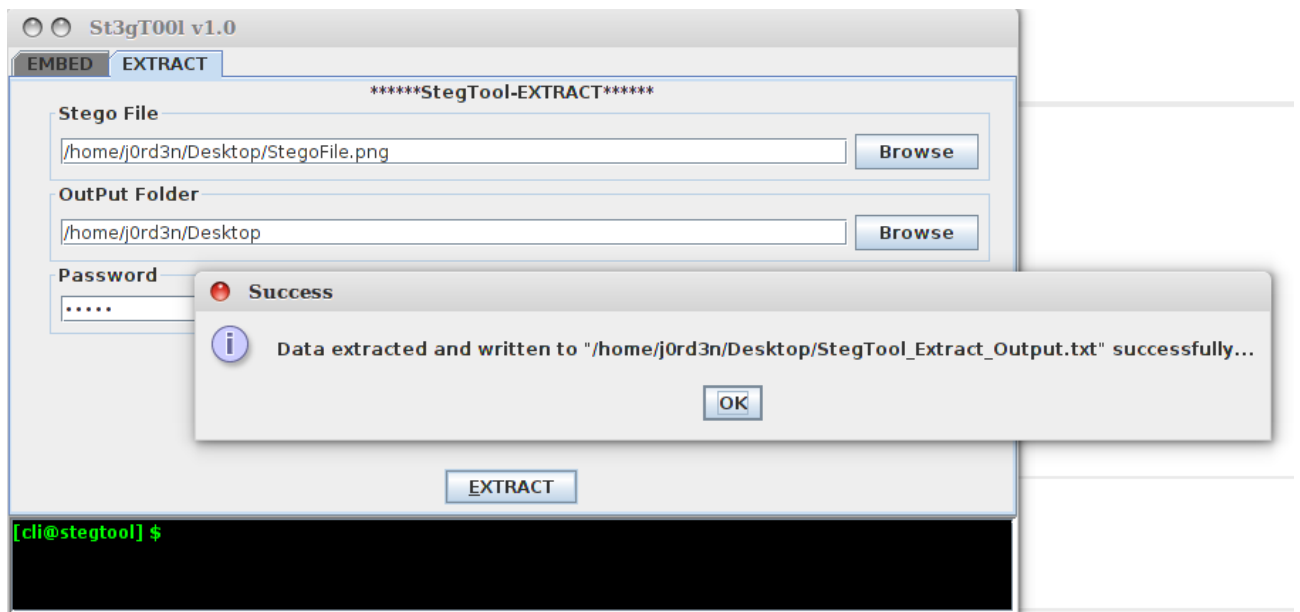 St3gT00l v1.0
EMBED EXTRACT
******StegTool-EXTRACT******
Stego File
/home/j0rd3n/Desktop/StegoFile.png Browse
OutPut Folder
/home/j0rd3n/Desktop Browse
Password
•••••
Success
Data extracted and written to "/home/j0rd3n/Desktop/StegTool_Extract_Output.txt" successfully...
OK
EXTRACT
[cli@stegtool] $